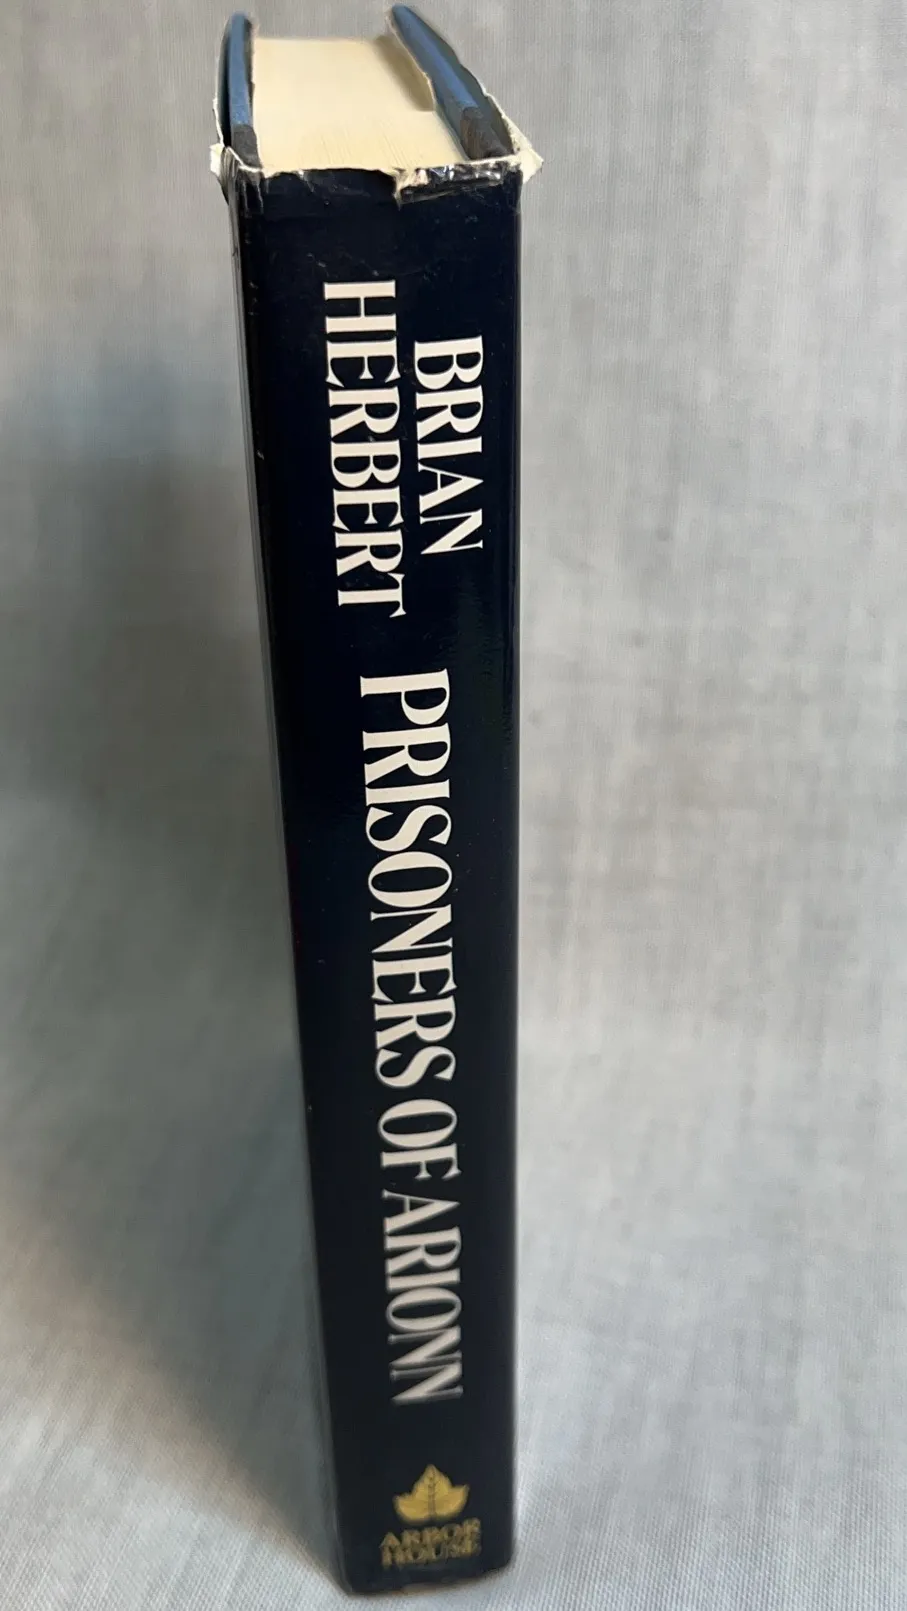 BRIAN
HERBERT
PRISONERS OF ARIONN
ARBOR
HOUSE